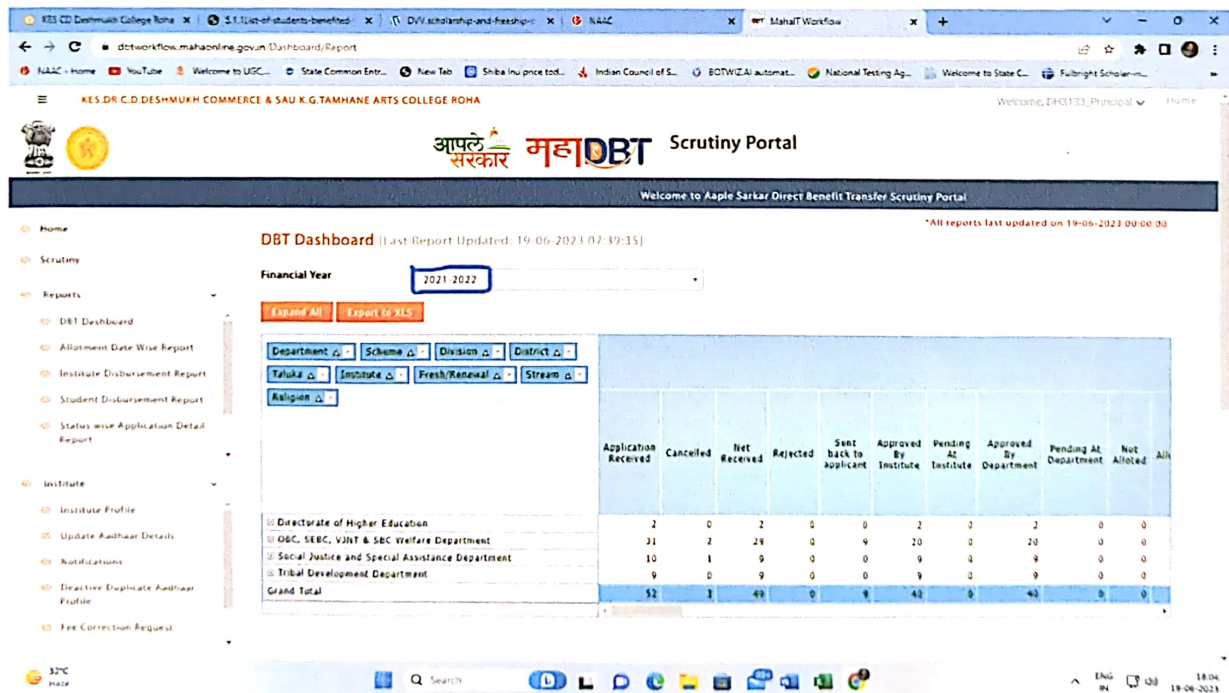 KES CD Deshmukh College Roha
5.1.1List-of-students-benefited-
DVV.scholarship-and-freeship-
NAAC
MahaIT Workflow
dbtworkflow.mahaonline.gov.in/Dashboard/Report
NAAC - Home YouTube Welcome to UGC... State Common Entr... New Tab Shiba Inu price tod... Indian Council of S... BOTWIZ.AI automat... National Testing Ag... Welcome to State C... Fulbright Scholar-in...
KES.DR C.D.DESHMUKH COMMERCE & SAU K.G.TAMHANE ARTS COLLEGE ROHA
Welcome, DHS133_Principal Home
आपले सरकार महाDBT Scrutiny Portal
Welcome to Aaple Sarkar Direct Benefit Transfer Scrutiny Portal
*All reports last updated on 19-06-2023 00:00:00
Home
Scrutiny
Reports
DBT Dashboard
Allotment Date Wise Report
Institute Disbursement Report
Student Disbursement Report
Status wise Application Detail
Report
Institute
Institute Profile
Update Aadhaar Details
Notifications
Deactive Duplicate Aadhaar
Profile
Fee Correction Request
DBT Dashboard [Last Report Updated: 19-06-2023 07:39:35]
Financial Year 2021-2022
Expand All Export to XLS
Department Scheme Division District
Taluka Institute Fresh/Renewal Stream
Religion
Application Received Cancelled Net Received Rejected Sent back to applicant Approved By Institute Pending At Institute Approved By Department Pending At Department Not Alloted All
Directorate of Higher Education 2 0 2 0 0 2 0 2 0 0
OBC, SEBC, VJNT & SBC Welfare Department 31 2 29 0 9 20 0 20 0 0
Social Justice and Special Assistance Department 10 1 9 0 0 9 0 9 0 0
Tribal Development Department 9 0 9 0 0 9 0 9 0 0
Grand Total 52 3 49 0 9 40 0 40 0 0
32°C
Haze
Search
ENG
IN
18:04
19-06-2023